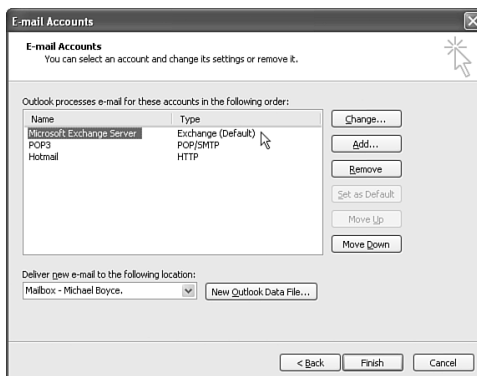 E-mail Accounts
E-mail Accounts
You can select an account and change its settings or remove it.
Outlook processes e-mail for these accounts in the following order:
Name Type
Microsoft Exchange Server Exchange (Default)
POP3 POP/SMTP
Hotmail HTTP
Change...
Add...
Remove
Set as Default
Move Up
Move Down
Deliver new e-mail to the following location:
Mailbox - Michael Boyce. New Outlook Data File...
< Back Finish Cancel